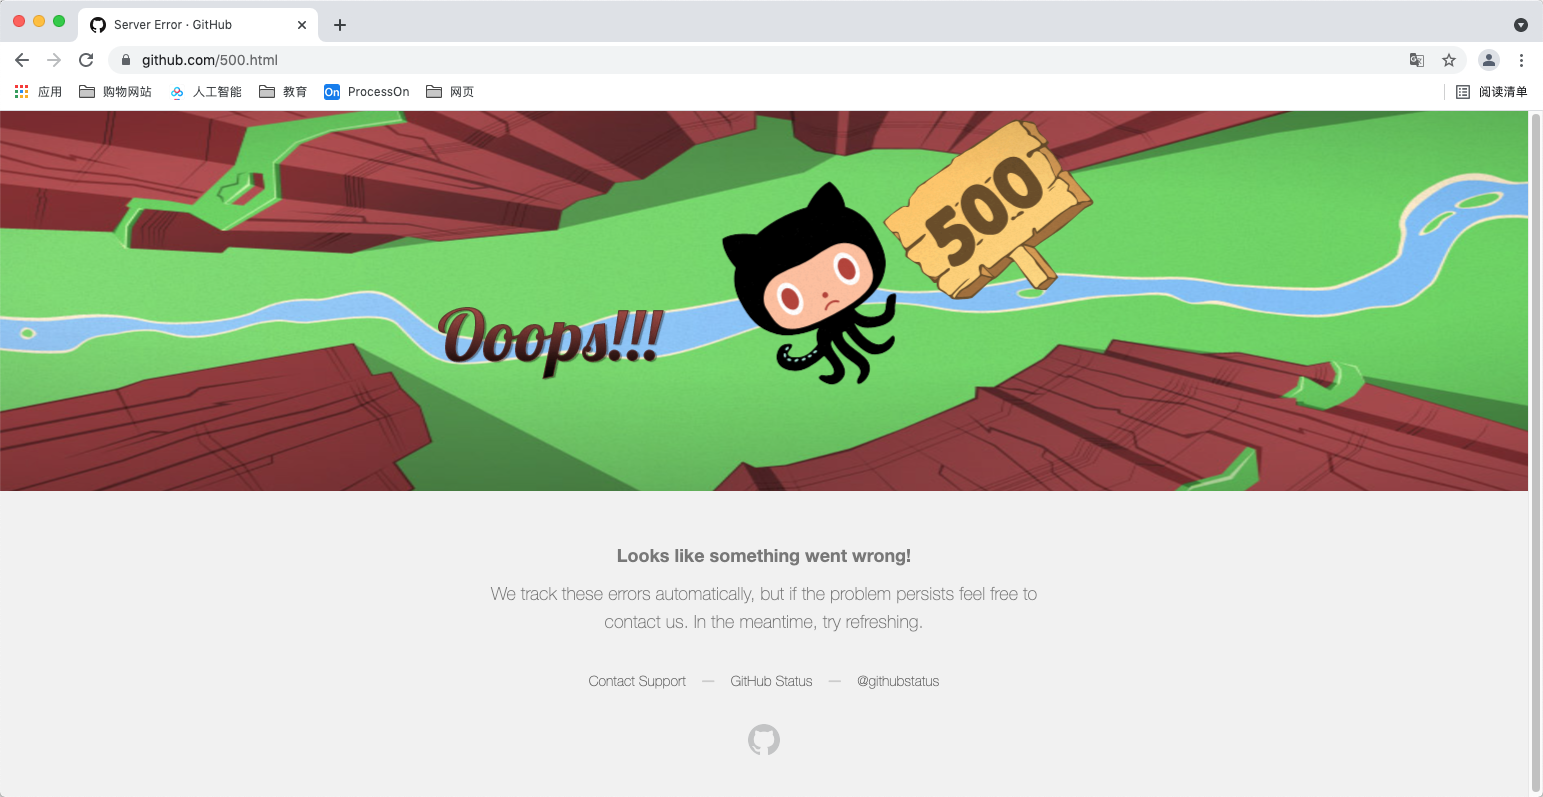 Server Error · GitHub
github.com/500.html
应用
购物网站
人工智能
教育
On
ProcessOn
网页
阅读清单
500
Ooops!!!
Looks like something went wrong!
We track these errors automatically, but if the problem persists feel free to
contact us. In the meantime, try refreshing.
Contact Support — GitHub Status — @githubstatus